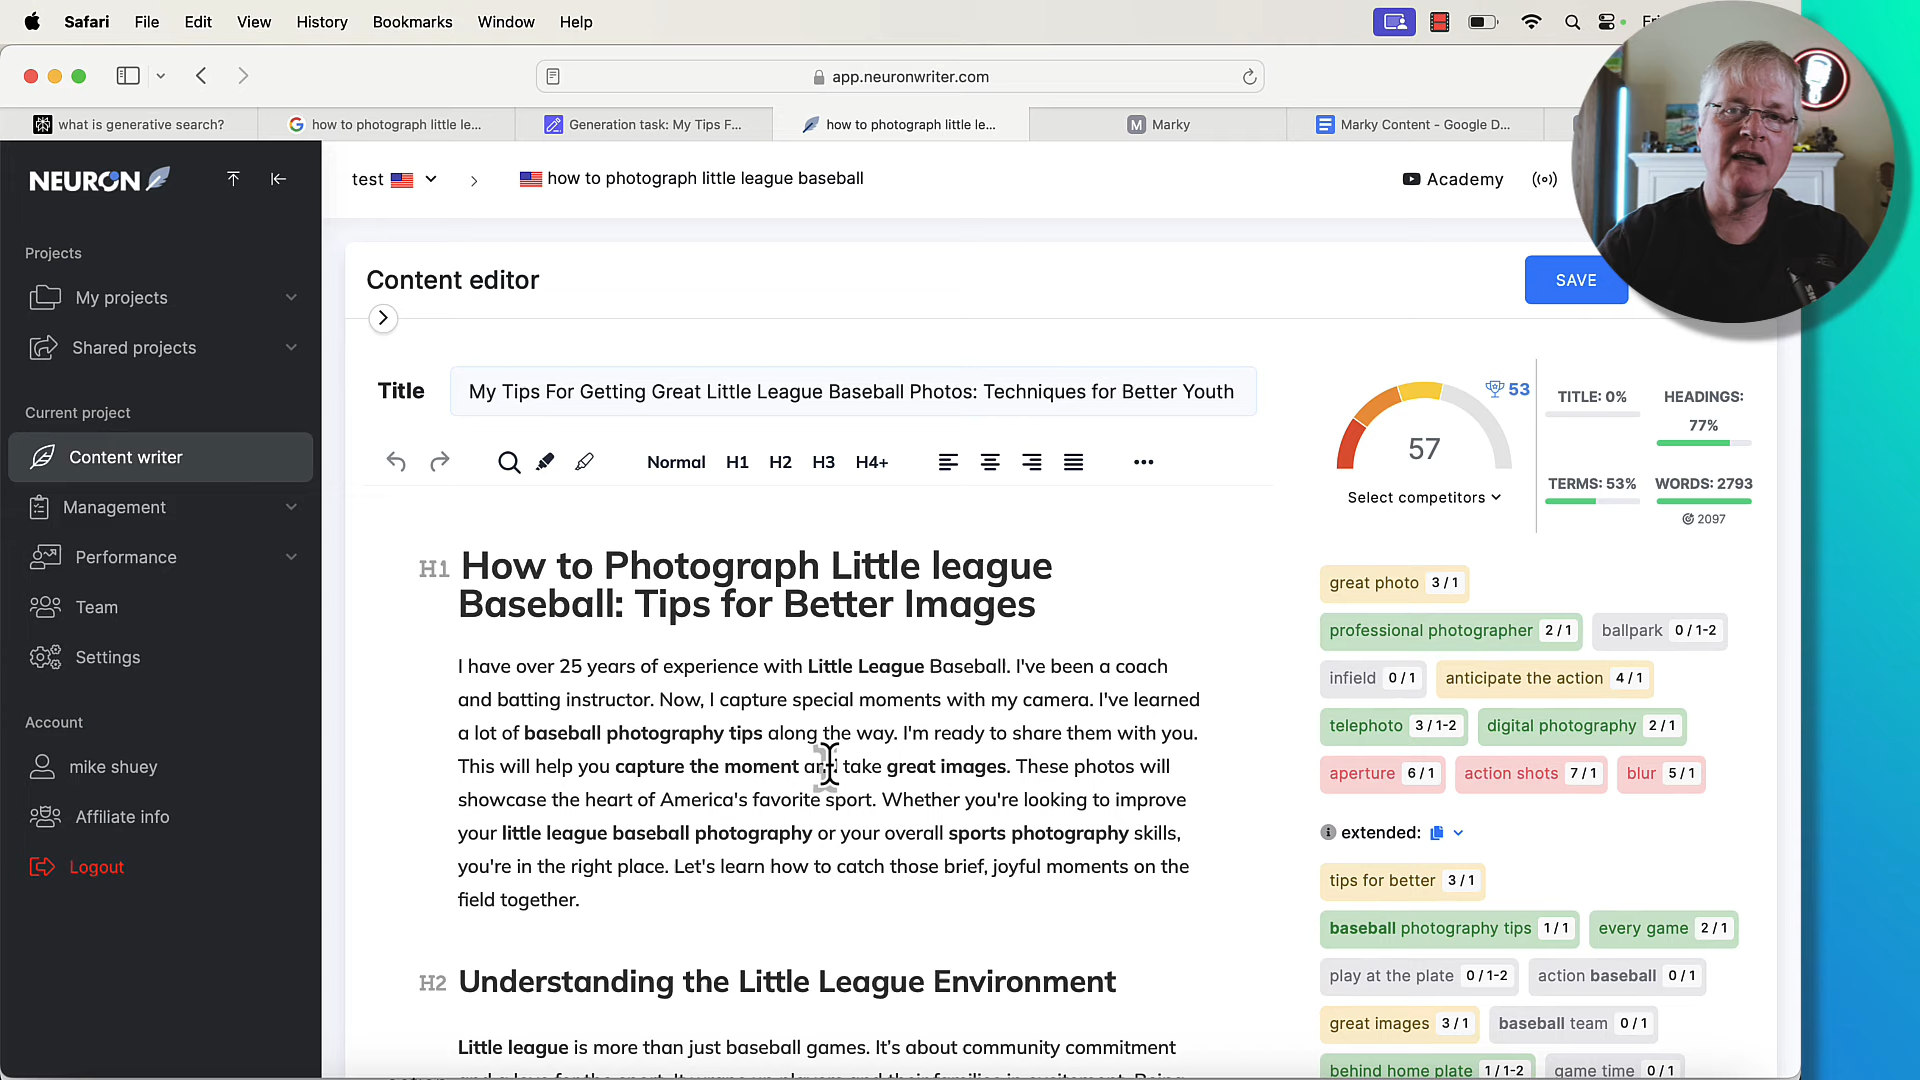 Safari File Edit View History Bookmarks Window Help
app.neuronwriter.com
what is generative search?
how to photograph little le...
Generation task: My Tips F...
how to photograph little le...
M Marky
Marky Content - Google D...
NEURON
test
how to photograph little league baseball
Academy
Projects
My projects
Shared projects
Current project
Content writer
Management
Performance
Team
Settings
Account
mike shuey
Affiliate info
Logout
Content editor
SAVE
Title My Tips For Getting Great Little League Baseball Photos: Techniques for Better Youth
Normal H1 H2 H3 H4+
H1 How to Photograph Little league
Baseball: Tips for Better Images
I have over 25 years of experience with Little League Baseball. I've been a coach
and batting instructor. Now, I capture special moments with my camera. I've learned
a lot of baseball photography tips along the way. I'm ready to share them with you.
This will help you capture the moment take great images. These photos will
showcase the heart of America's favorite sport. Whether you're looking to improve
your little league baseball photography or your overall sports photography skills,
you're in the right place. Let's learn how to catch those brief, joyful moments on the
field together.
H2 Understanding the Little League Environment
Little league is more than just baseball games. It's about community commitment
53
57
Select competitors
TITLE: 0%
HEADINGS:
77%
TERMS: 53%
WORDS: 2793
2097
great photo 3 / 1
professional photographer 2 / 1 ballpark 0 / 1-2
infield 0 / 1 anticipate the action 4 / 1
telephoto 3 / 1-2 digital photography 2 / 1
aperture 6 / 1 action shots 7 / 1 blur 5 / 1
extended:
tips for better 3 / 1
baseball photography tips 1 / 1 every game 2 / 1
play at the plate 0 / 1-2 action baseball 0 / 1
great images 3 / 1 baseball team 0 / 1
behind home plate 1 / 1-2 game time 0 / 1